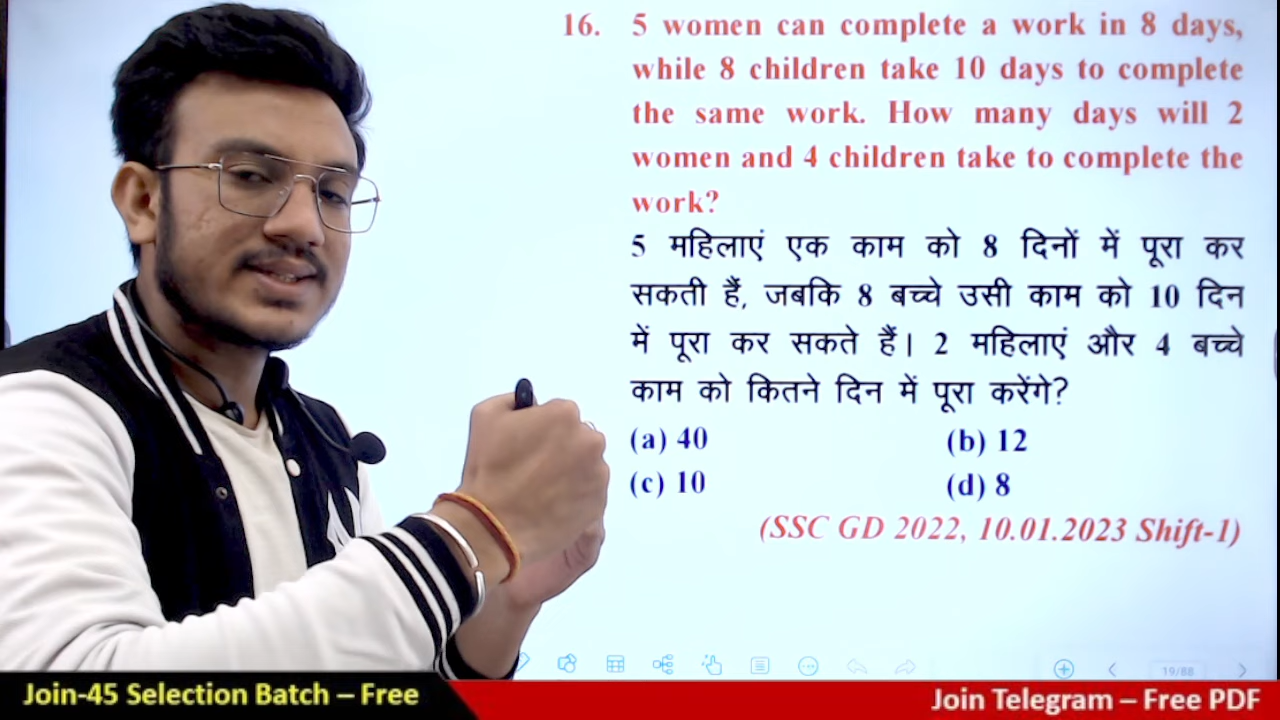 16. 5 women can complete a work in 8 days,
while 8 children take 10 days to complete
the same work. How many days will 2
women and 4 children take to complete the
work?
5 महिलाएं एक काम को 8 दिनों में पूरा कर
सकती हैं, जबकि 8 बच्चे उसी काम को 10 दिन
में पूरा कर सकते हैं। 2 महिलाएं और 4 बच्चे
काम को कितने दिन में पूरा करेंगे?
(a) 40 (b) 12
(c) 10 (d) 8
(SSC GD 2022, 10.01.2023 Shift-1)
19/88
Join-45 Selection Batch – Free
Join Telegram – Free PDF